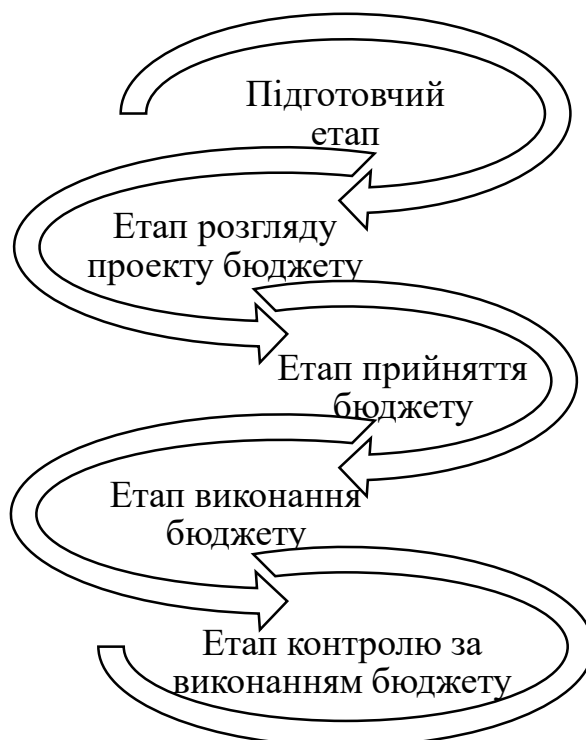 Підготовчий
етап
Етап розгляду
проекту бюджету
Етап прийняття
бюджету
Етап виконання
бюджету
Етап контролю за
виконанням бюджету